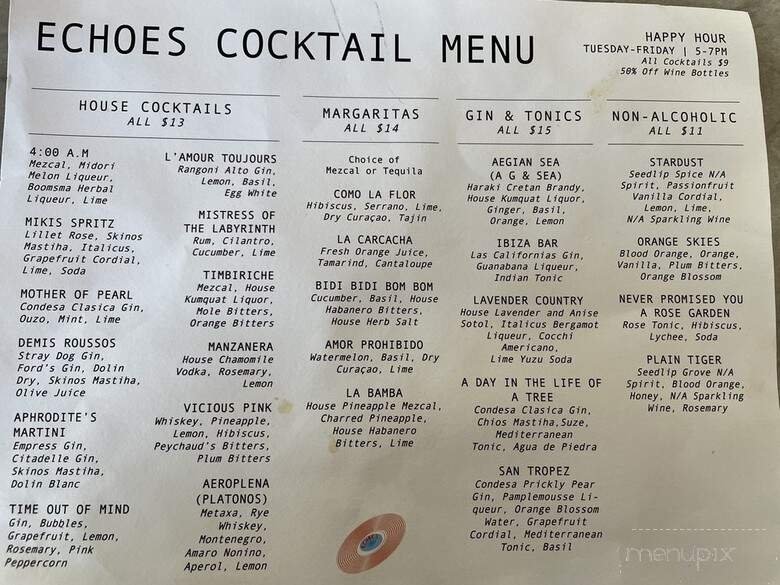 ECHOES COCKTAIL MENU
HAPPY HOUR
TUESDAY-FRIDAY | 5-7PM
All Cocktails $9
50% Off Wine Bottles
HOUSE COCKTAILS
ALL $13
4:00 A.M
Mezcal, Midori
Melon Liqueur,
Boomsma Herbal
Liqueur, Lime
MIKIS SPRITZ
Lillet Rose, Skinos
Mastiha, Italicus,
Grapefruit Cordial,
Lime, Soda
MOTHER OF PEARL
Condesa Clasica Gin,
Ouzo, Mint, Lime
DEMIS ROUSSOS
Stray Dog Gin,
Ford's Gin, Dolin
Dry, Skinos Mastiha,
Olive Juice
APHRODITE'S
MARTINI
Empress Gin,
Citadelle Gin,
Skinos Mastiha,
Dolin Blanc
TIME OUT OF MIND
Gin, Bubbles,
Grapefruit, Lemon,
Rosemary, Pink
Peppercorn
L'AMOUR TOUJOURS
Rangoni Alto Gin,
Lemon, Basil,
Egg White
MISTRESS OF
THE LABYRINTH
Rum, Cilantro,
Cucumber, Lime
TIMBIRICHE
Mezcal, House
Kumquat Liquor,
Mole Bitters,
Orange Bitters
MANZANERA
House Chamomile
Vodka, Rosemary,
Lemon
VICIOUS PINK
Whiskey, Pineapple,
Lemon, Hibiscus,
Peychaud's Bitters,
Plum Bitters
AEROPLENA
(PLATONOS)
Metaxa, Rye
Whiskey,
Montenegro,
Amaro Nonino,
Aperol, Lemon
MARGARITAS
ALL $14
Choice of
Mezcal or Tequila
COMO LA FLOR
Hibiscus, Serrano, Lime,
Dry Curaçao, Tajin
LA CARCACHA
Fresh Orange Juice,
Tamarind, Cantaloupe
BIDI BIDI BOM BOM
Cucumber, Basil, House
Habanero Bitters,
House Herb Salt
AMOR PROHIBIDO
Watermelon, Basil, Dry
Curaçao, Lime
LA BAMBA
House Pineapple Mezcal,
Charred Pineapple,
House Habanero
Bitters, Lime
GIN & TONICS
ALL $15
AEGIAN SEA
(A G & SEA)
Haraki Cretan Brandy,
House Kumquat Liquor,
Ginger, Basil,
Orange, Lemon
IBIZA BAR
Las Californias Gin,
Guanabana Liqueur,
Indian Tonic
LAVENDER COUNTRY
House Lavender and Anise
Sotol, Italicus Bergamot
Liqueur, Cocchi
Americano,
Lime Yuzu Soda
A DAY IN THE LIFE OF
A TREE
Condesa Clasica Gin,
Chios Mastiha,Suze,
Mediterranean
Tonic, Agua de Piedra
SAN TROPEZ
Condesa Prickly Pear
Gin, Pamplemousse Li-
queur, Orange Blossom
Water, Grapefruit
Cordial, Mediterranean
Tonic, Basil
NON-ALCOHOLIC
ALL $11
STARDUST
Seedlip Spice N/A
Spirit, Passionfruit
Vanilla Cordial,
Lemon, Lime,
N/A Sparkling Wine
ORANGE SKIES
Blood Orange, Orange,
Vanilla, Plum Bitters,
Orange Blossom
NEVER PROMISED YOU
A ROSE GARDEN
Rose Tonic, Hibiscus,
Lychee, Soda
PLAIN TIGER
Seedlip Grove N/A
Spirit, Blood Orange,
Honey, N/A Sparkling
Wine, Rosemary
menupix